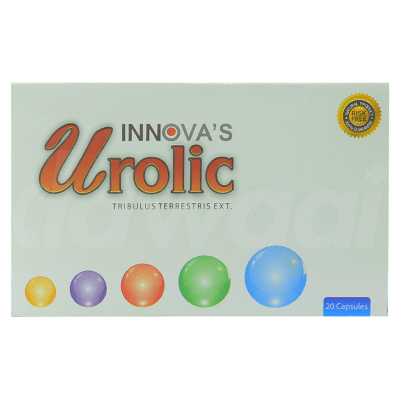 INNOVA'S
Urolic
TRIBULUS TERRESTRIS EXT.
RISK
FREE
20 Capsules